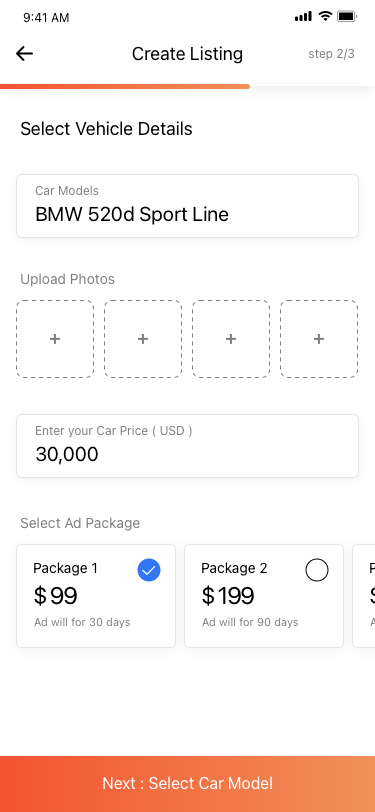 9:41 AM
Create Listing
step 2/3
Select Vehicle Details
Car Models
BMW 520d Sport Line
Upload Photos
+ + + +
Enter your Car Price ( USD )
30,000
Select Ad Package
Package 1
$99
Ad will for 30 days
Package 2
$199
Ad will for 90 days
Next : Select Car Model